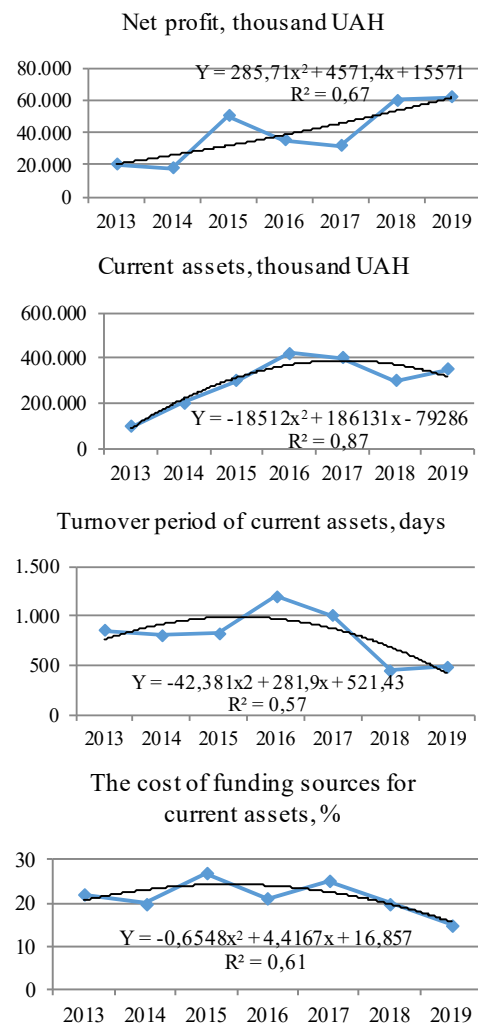 Net profit, thousand UAH
80.000
60.000
40.000
20.000
0
Y = 285,71x² + 4571,4x + 15571
R² = 0,67
2013 2014 2015 2016 2017 2018 2019
Current assets, thousand UAH
600.000
400.000
200.000
0
Y = -18512x² + 186131x - 79286
R² = 0,87
2013 2014 2015 2016 2017 2018 2019
Turnover period of current assets, days
1.500
1.000
500
0
Y = -42,381x2 + 281,9x + 521,43
R² = 0,57
2013 2014 2015 2016 2017 2018 2019
The cost of funding sources for
current assets, %
30
20
10
0
Y = -0,6548x² + 4,4167x + 16,857
R² = 0,61
2013 2014 2015 2016 2017 2018 2019